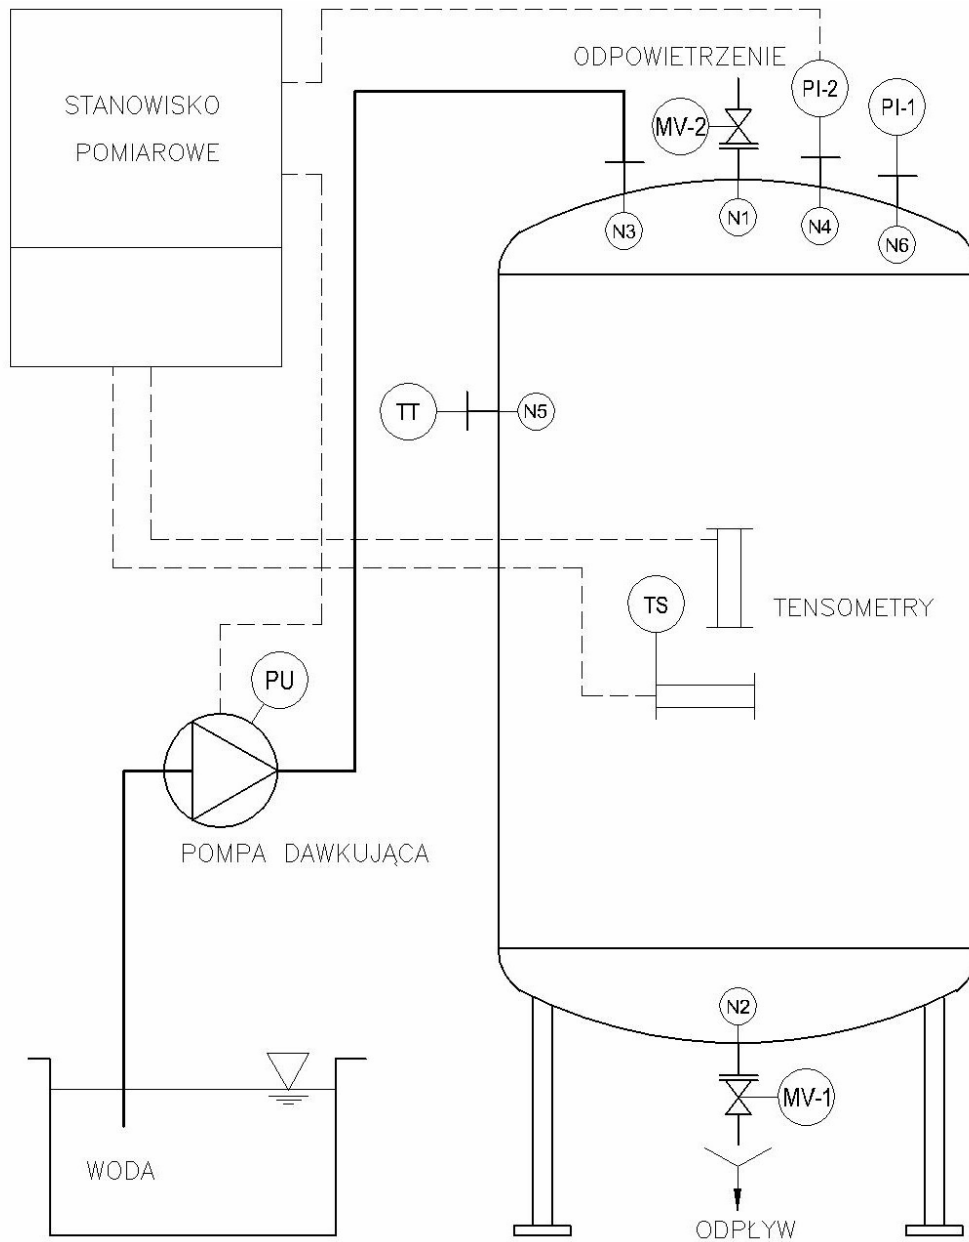 STANOWISKO
POMIAROWE
ODPOWIETRZENIE
PI-2
PI-1
MV-2
N3
N1
N4
N6
TT
N5
TS
TENSOMETRY
PU
POMPA DAWKUJĄCA
N2
MV-1
WODA
ODPŁYW